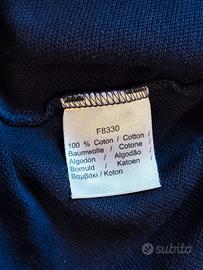 F8330
100 % Coton / Cotton /
Baumwolle / Cotone /
Algodón / Algodão /
Bomuld / Katoen /
Βαμβάκι / Koton
subito